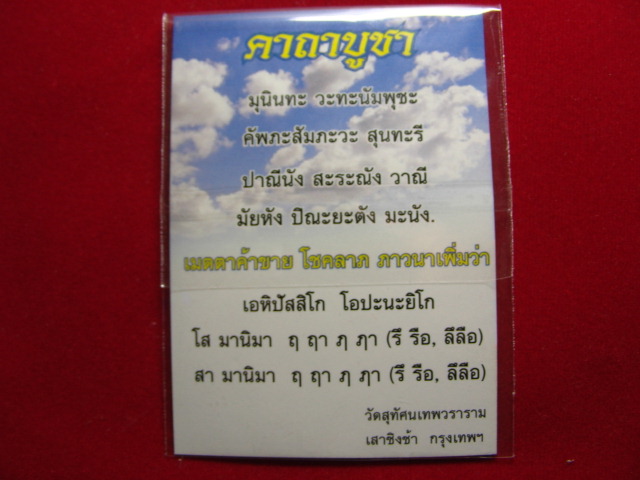 คาถาบูชา
มุนินทะ วะทะนัมพุชะ
คัพภะสัมภะวะ สุนทะรี
ปาณีนัง สะระณัง วาณี
มัยหัง ปิณะยะตัง มะนัง.
เมตตาค้าขาย โชคลาภ ภาวนาเพิ่มว่า
เอหิปัสสิโก โอปะนะยิโก
โส มานิมา ฤ ฤๅ ฦ ฦๅ (รึ รือ, ลึลือ)
สา มานิมา ฤ ฤๅ ฦ ฦๅ (รึ รือ, ลึลือ)
วัดสุทัศนเทพวราราม
เสาชิงช้า กรุงเทพฯ